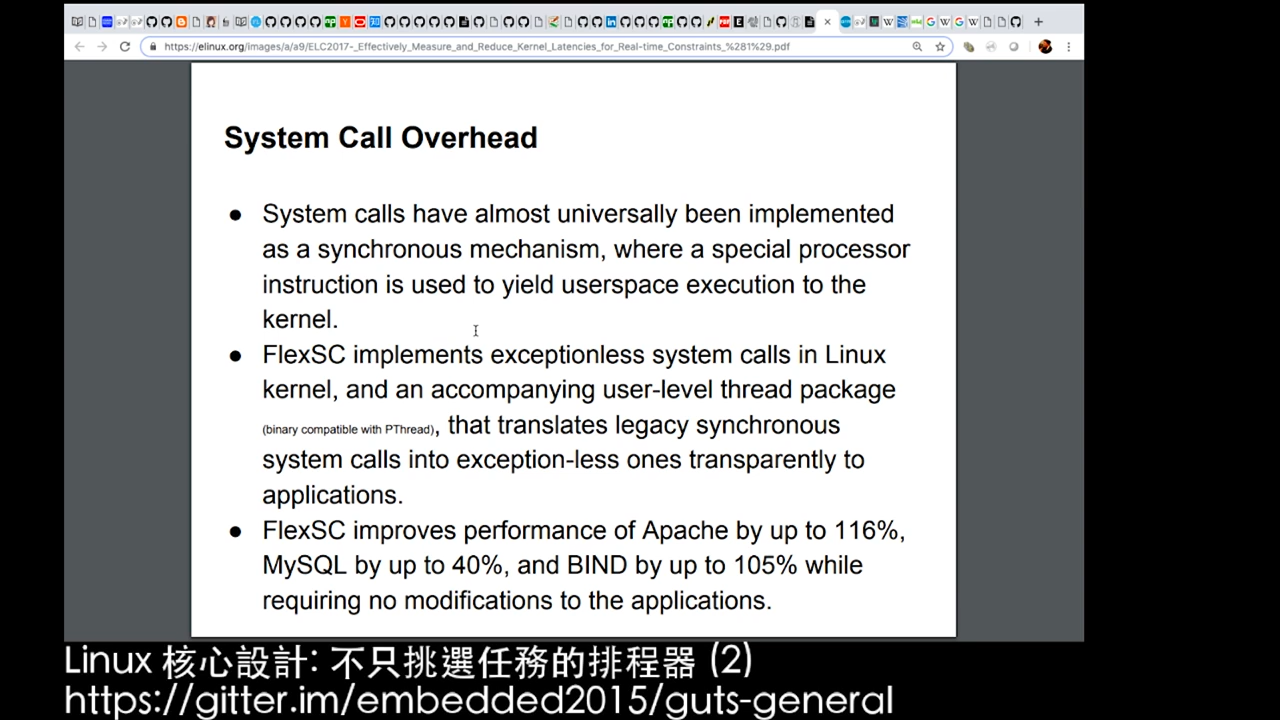 https://elinux.org/images/a/a9/ELC2017-_Effectively_Measure_and_Reduce_Kernel_Latencies_for_Real-time_Constraints_%281%29.pdf
System Call Overhead
● System calls have almost universally been implemented
as a synchronous mechanism, where a special processor
instruction is used to yield userspace execution to the
kernel.
● FlexSC implements exceptionless system calls in Linux
kernel, and an accompanying user-level thread package
(binary compatible with PThread), that translates legacy synchronous
system calls into exception-less ones transparently to
applications.
● FlexSC improves performance of Apache by up to 116%,
MySQL by up to 40%, and BIND by up to 105% while
requiring no modifications to the applications.
Linux 核心設計: 不只挑選任務的排程器 (2)
https://gitter.im/embedded2015/guts-general